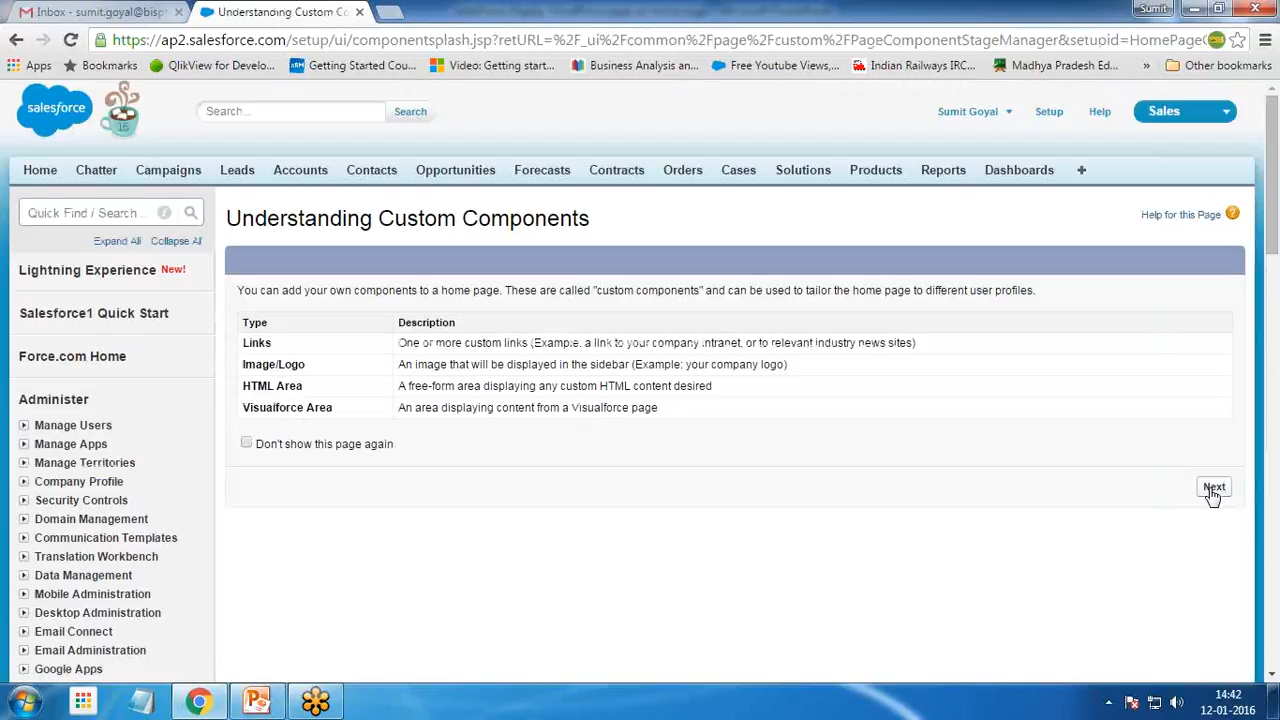 Inbox - sumit.goyal@bisp
Understanding Custom Co
Sumit
https://ap2.salesforce.com/setup/ui/componentsplash.jsp?retURL=%2F_ui%2Fcommon%2Fpage%2Fcustom%2FPageComponentStageManager&setupid=HomePageC
Apps
Bookmarks
QlikView for Develo...
Getting Started Cou...
Video: Getting start...
Business Analysis an...
Free Youtube Views,...
Indian Railways IRC...
Madhya Pradesh Ed...
»
Other bookmarks
salesforce
15
Search...
Search
Sumit Goyal
Setup
Help
Sales
Home
Chatter
Campaigns
Leads
Accounts
Contacts
Opportunities
Forecasts
Contracts
Orders
Cases
Solutions
Products
Reports
Dashboards
+
Quick Find / Search...
Expand All
Collapse All
Lightning Experience New!
Salesforce1 Quick Start
Force.com Home
Administer
Manage Users
Manage Apps
Manage Territories
Company Profile
Security Controls
Domain Management
Communication Templates
Translation Workbench
Data Management
Mobile Administration
Desktop Administration
Email Connect
Email Administration
Google Apps
Understanding Custom Components
Help for this Page
You can add your own components to a home page. These are called "custom components" and can be used to tailor the home page to different user profiles.
Type Description
Links One or more custom links (Example: a link to your company intranet, or to relevant industry news sites)
Image/Logo An image that will be displayed in the sidebar (Example: your company logo)
HTML Area A free-form area displaying any custom HTML content desired
Visualforce Area An area displaying content from a Visualforce page
Don't show this page again
Next
14:42
12-01-2016